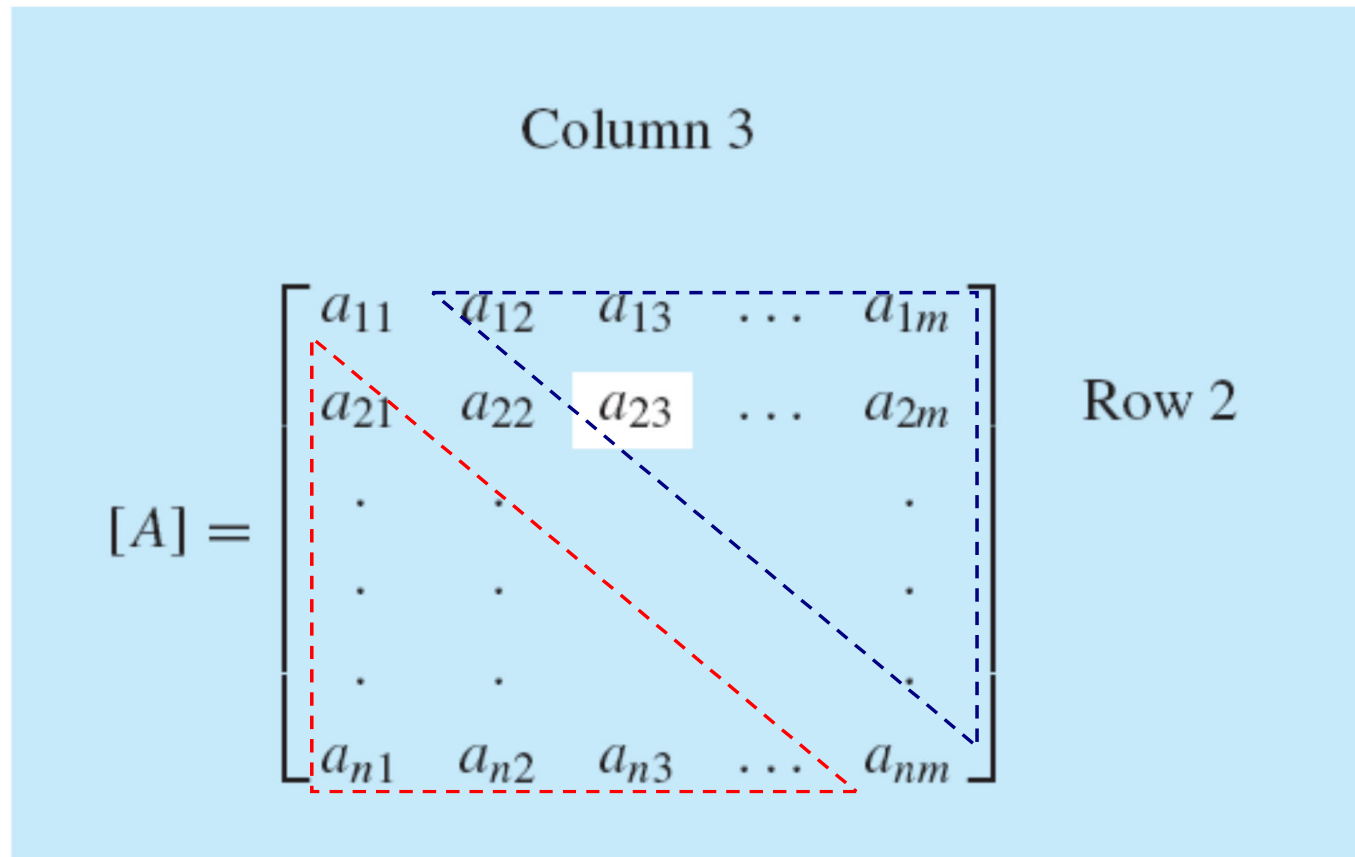 Column 3
a11 a12 a13 ... a1m
a21 a22 a23 ... a2m Row 2
. . .
[A] =
. . .
. . .
an1 an2 an3 ... anm